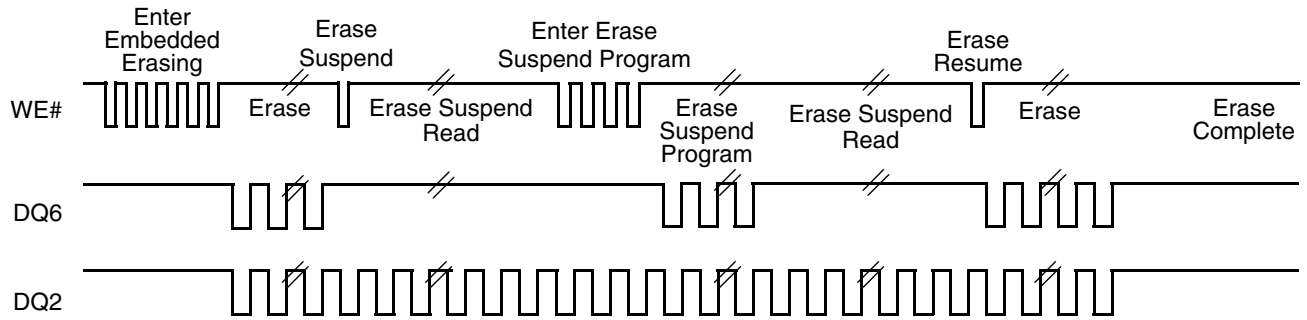 Enter
Embedded
Erasing
Erase
Suspend
Enter Erase
Suspend Program
Erase
Resume
WE#
Erase
Erase Suspend
Read
Erase
Suspend
Program
Erase Suspend
Read
Erase
Erase
Complete
DQ6
DQ2